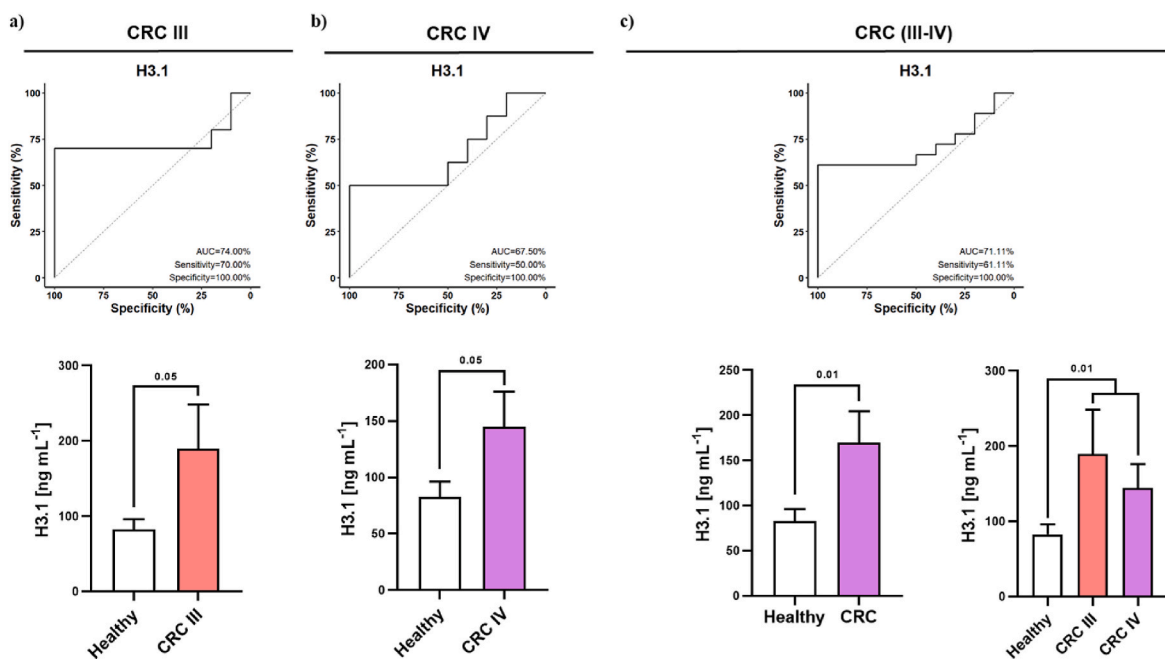 a)
CRC III
H3.1
100
75
50
25
0
Sensitivity (%)
AUC=74.00%
Sensitivity=70.00%
Specificity=100.00%
100 75 50 25 0
Specificity (%)
300
200
100
0
H3.1 [ng mL⁻¹]
0.05
Healthy
CRC III
b)
CRC IV
H3.1
100
75
50
25
0
Sensitivity (%)
AUC=67.50%
Sensitivity=50.00%
Specificity=100.00%
100 75 50 25 0
Specificity (%)
200
150
100
50
0
H3.1 [ng mL⁻¹]
0.05
Healthy
CRC IV
c)
CRC (III-IV)
H3.1
100
75
50
25
0
Sensitivity (%)
AUC=71.11%
Sensitivity=61.11%
Specificity=100.00%
100 75 50 25 0
Specificity (%)
250
200
150
100
50
0
H3.1 [ng mL⁻¹]
0.01
Healthy CRC
300
200
100
0
H3.1 [ng mL⁻¹]
0.01
Healthy
CRC III
CRC IV